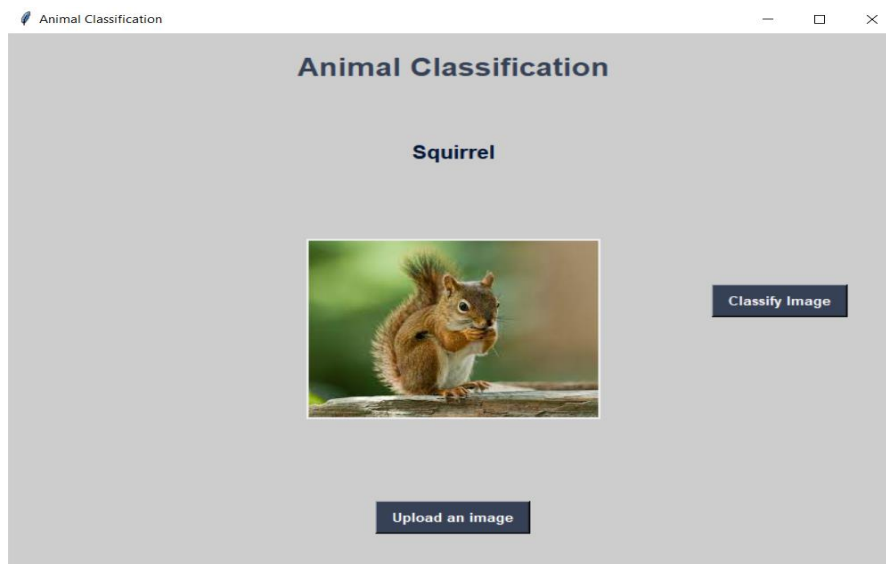 Animal Classification
Animal Classification
Squirrel
Classify Image
Upload an image